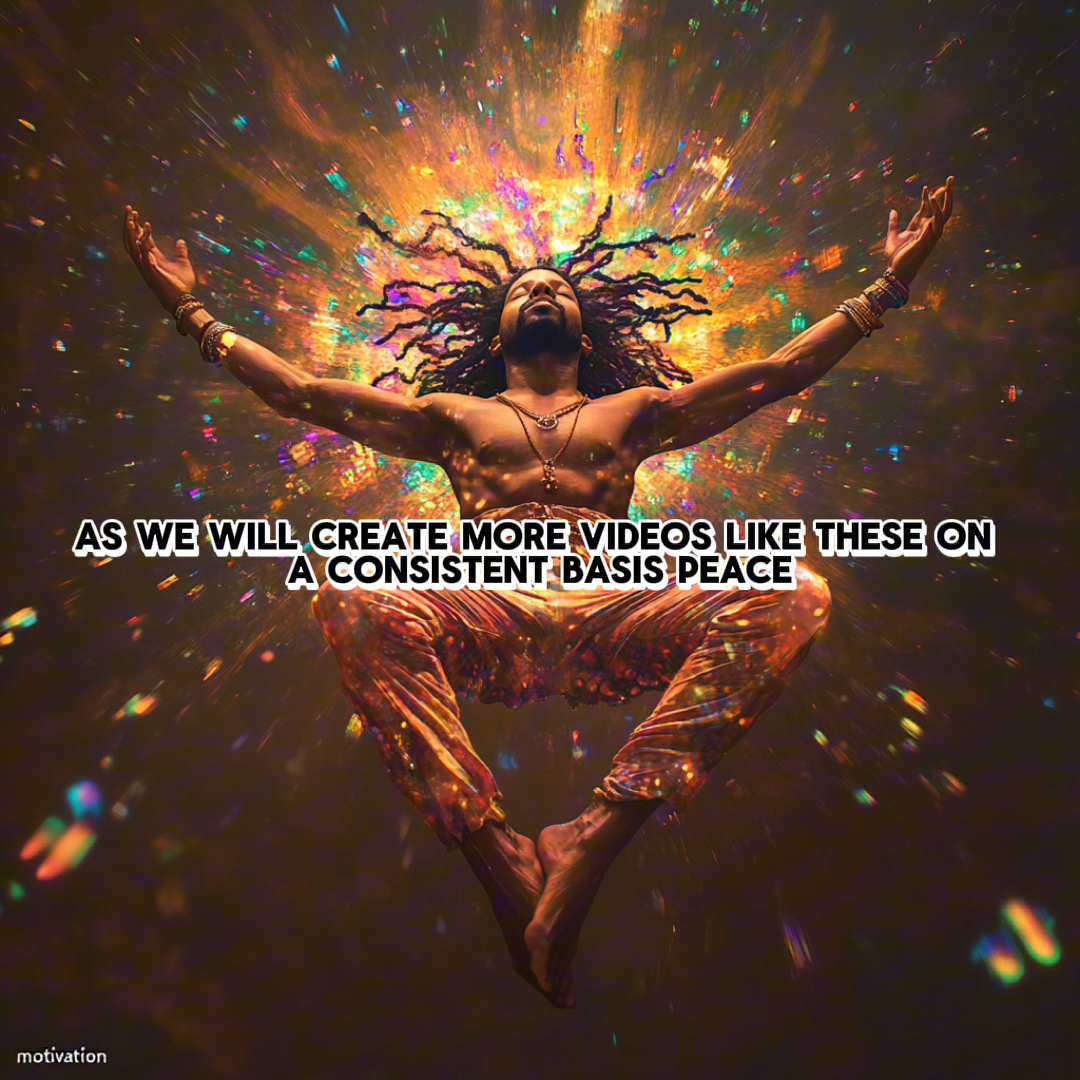 AS WE WILL CREATE MORE VIDEOS LIKE THESE ON
A CONSISTENT BASIS PEACE
motivation